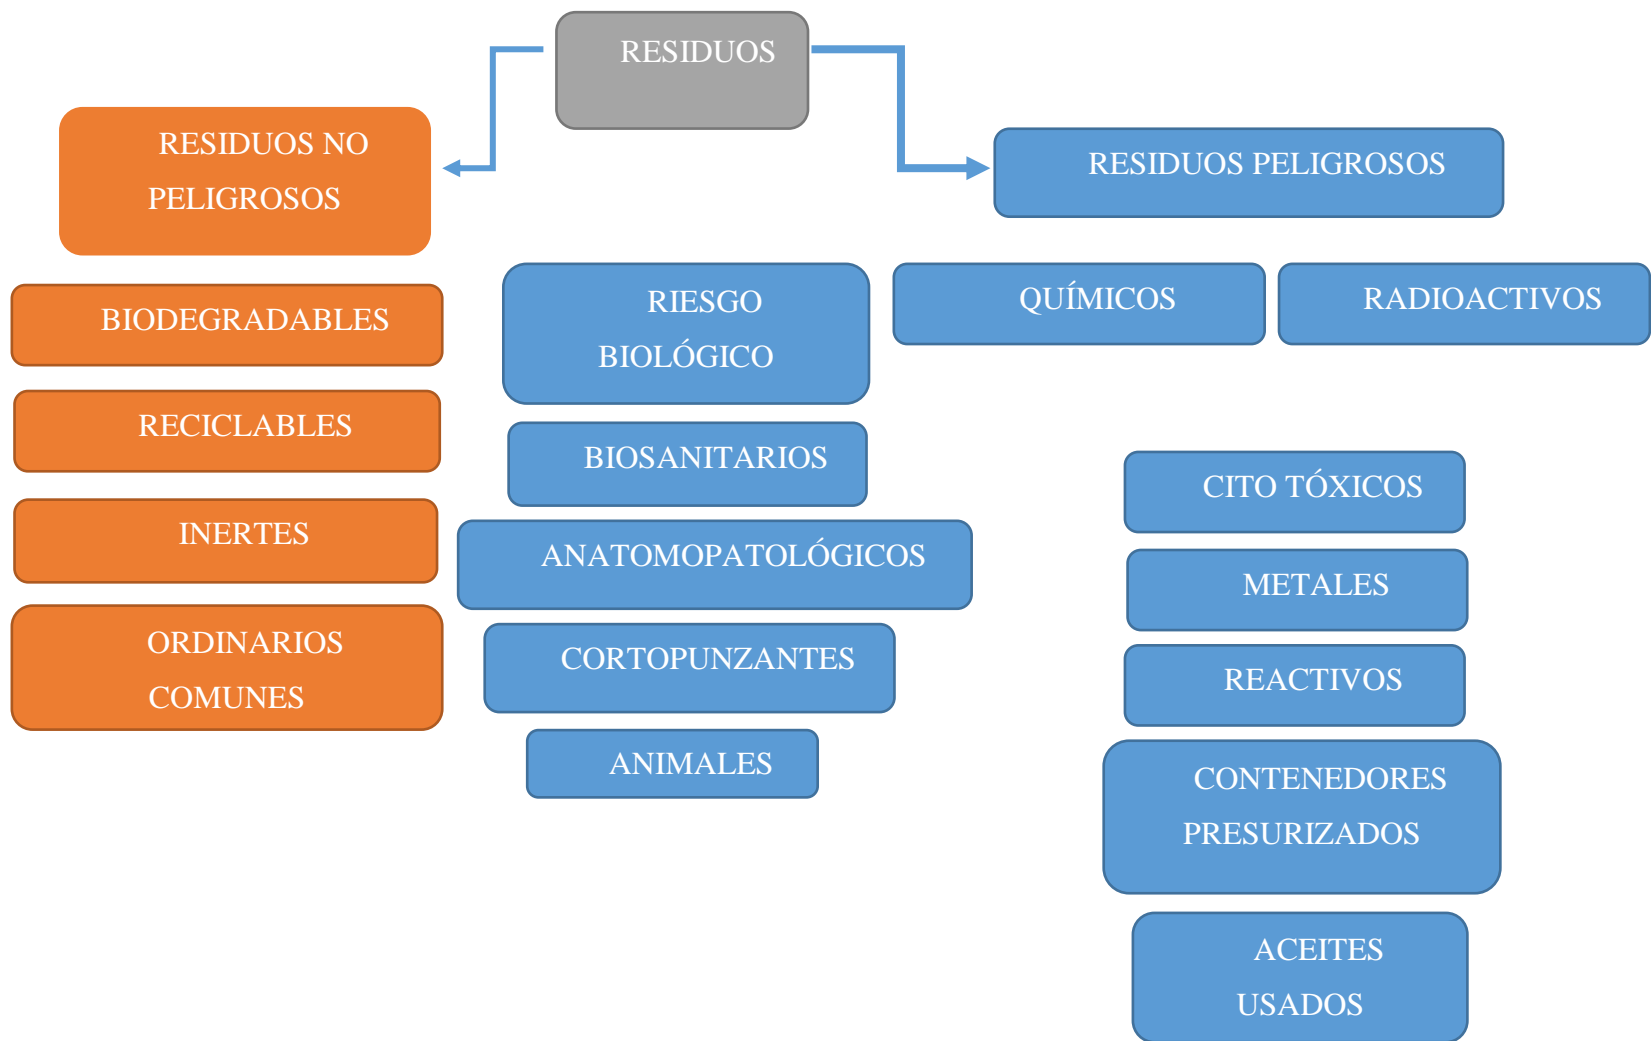 RESIDUOS
RESIDUOS NO
PELIGROSOS
RESIDUOS PELIGROSOS
BIODEGRADABLES
RECICLABLES
INERTES
ORDINARIOS
COMUNES
RIESGO
BIOLÓGICO
BIOSANITARIOS
ANATOMOPATOLÓGICOS
CORTOPUNZANTES
ANIMALES
QUÍMICOS
RADIOACTIVOS
CITO TÓXICOS
METALES
REACTIVOS
CONTENEDORES
PRESURIZADOS
ACEITES
USADOS